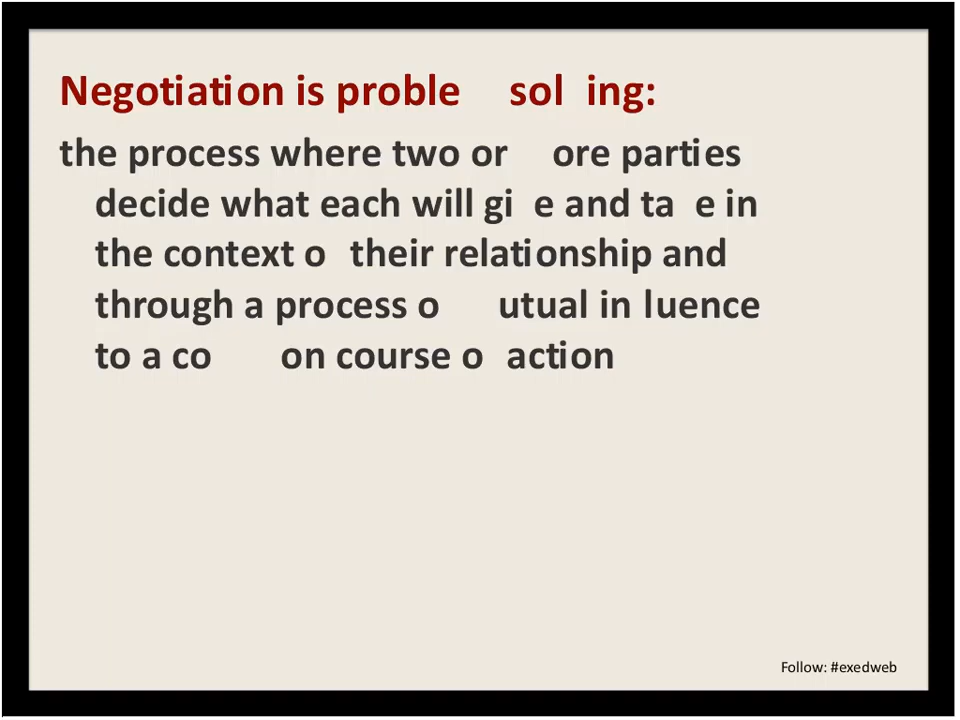 Negotiation is proble sol ing:
the process where two or ore parties
decide what each will gi e and ta e in
the context o their relationship and
through a process o utual in luence
to a co on course o action
Follow: #exedweb